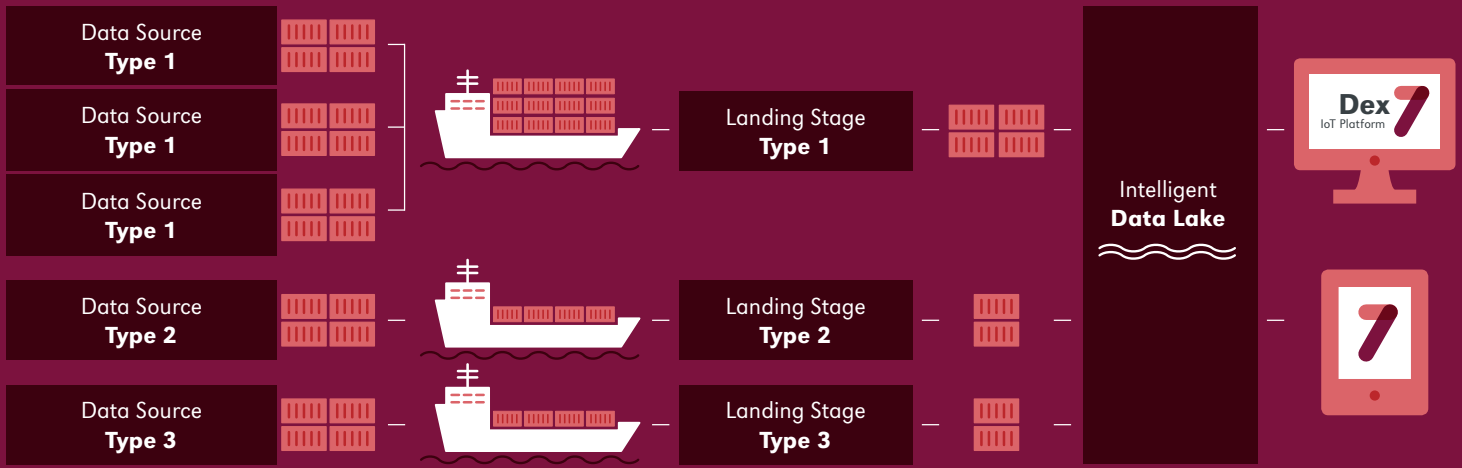 Data Source
Type 1
Data Source
Type 1
Data Source
Type 1
Data Source
Type 2
Data Source
Type 3
Landing Stage
Type 1
Landing Stage
Type 2
Landing Stage
Type 3
Intelligent
Data Lake
Dex 7
IoT Platform
7